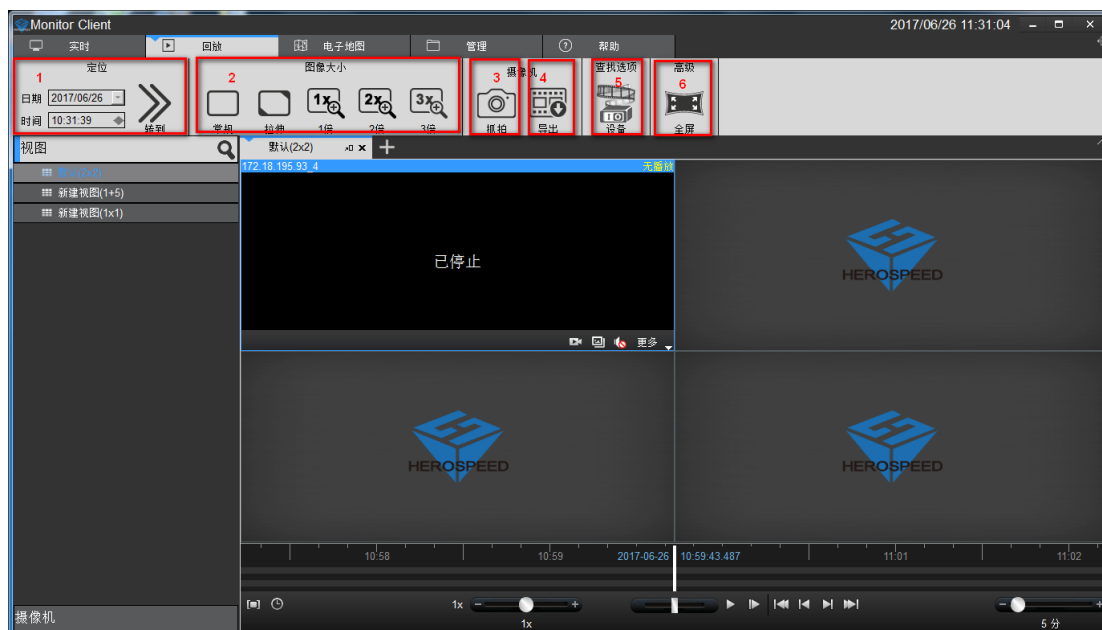 Monitor Client 2017/06/26 11:31:04
实时 回放 电子地图 管理 帮助
定位 图像大小 摄像机 查找选项 高级
1 2 3 4 5 6
日期 2017/06/26
1x 2x 3x
时间 10:31:39
转到 常规 拉伸 1倍 2倍 3倍 抓拍 导出 设备 全屏
视图 默认(2x2)
默认(2x2) 172.18.195.93_4 无播放
新建视图(1+5)
新建视图(1x1)
已停止
HEROSPEED
更多
HEROSPEED HEROSPEED
10:58 10:59 2017-06-26 10:59:43.487 11:01 11:02
1x
摄像机 1x 5 分